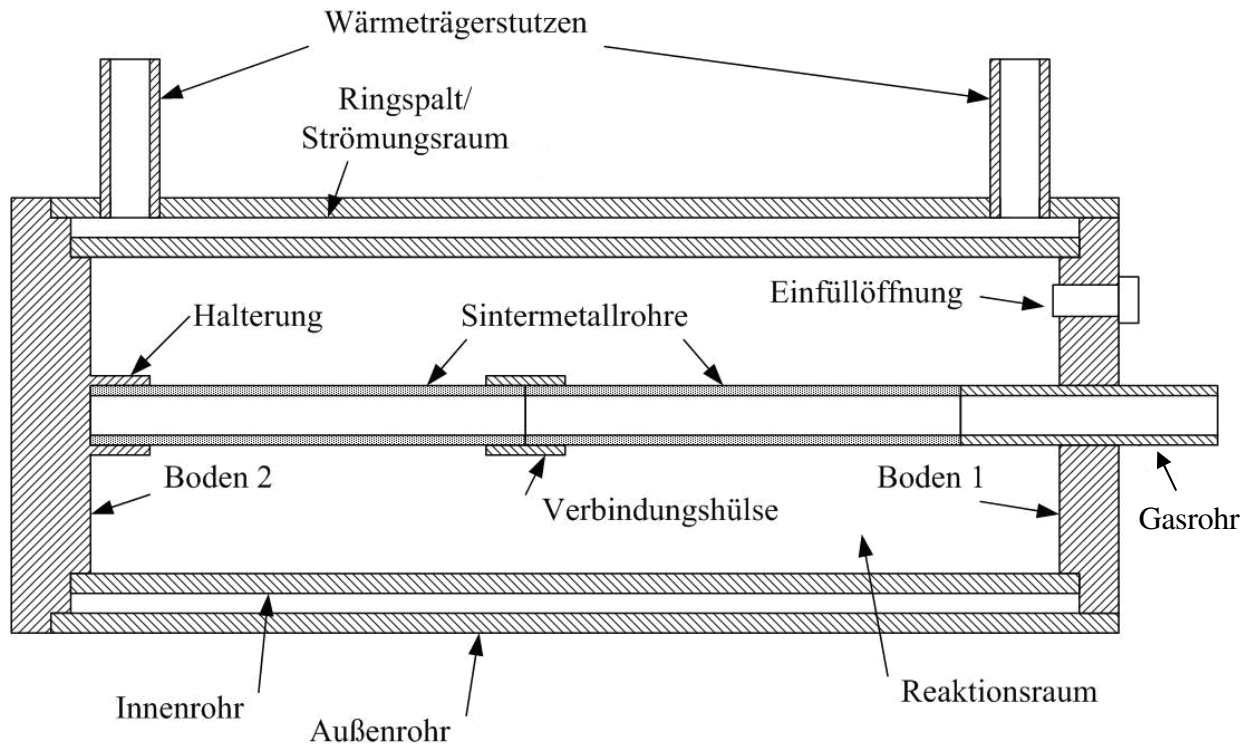 Wärmeträgerstutzen
Ringspalt/
Strömungsraum
Einfüllöffnung
Halterung
Sintermetallrohre
Boden 2
Boden 1
Verbindungshülse
Gasrohr
Innenrohr
Außenrohr
Reaktionsraum